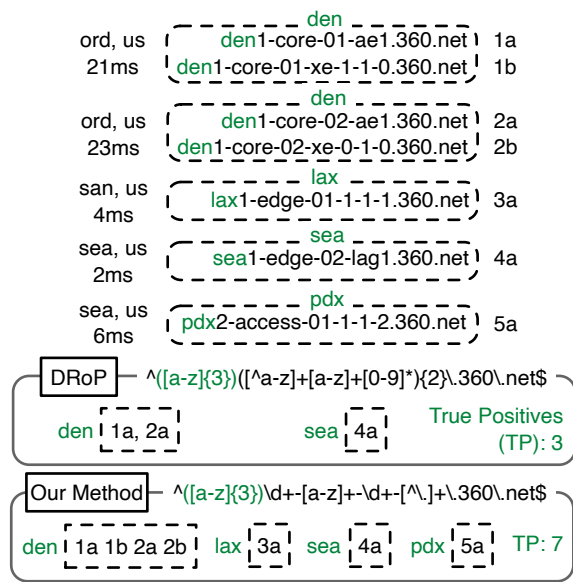 den
ord, us den1-core-01-ae1.360.net 1a
21ms den1-core-01-xe-1-1-0.360.net 1b
den
ord, us den1-core-02-ae1.360.net 2a
23ms den1-core-02-xe-0-1-0.360.net 2b
lax
san, us
4ms lax1-edge-01-1-1-1.360.net 3a
sea
sea, us
2ms sea1-edge-02-lag1.360.net 4a
pdx
sea, us
6ms pdx2-access-01-1-1-2.360.net 5a
DRoP ^([a-z]{3})([^a-z]+[a-z]+[0-9]*){2}\.360\.net$
den 1a, 2a sea 4a True Positives
(TP): 3
Our Method ^([a-z]{3})\d+-[a-z]+-\d+-[^\.]+\.360\.net$
den 1a 1b 2a 2b lax 3a sea 4a pdx 5a TP: 7